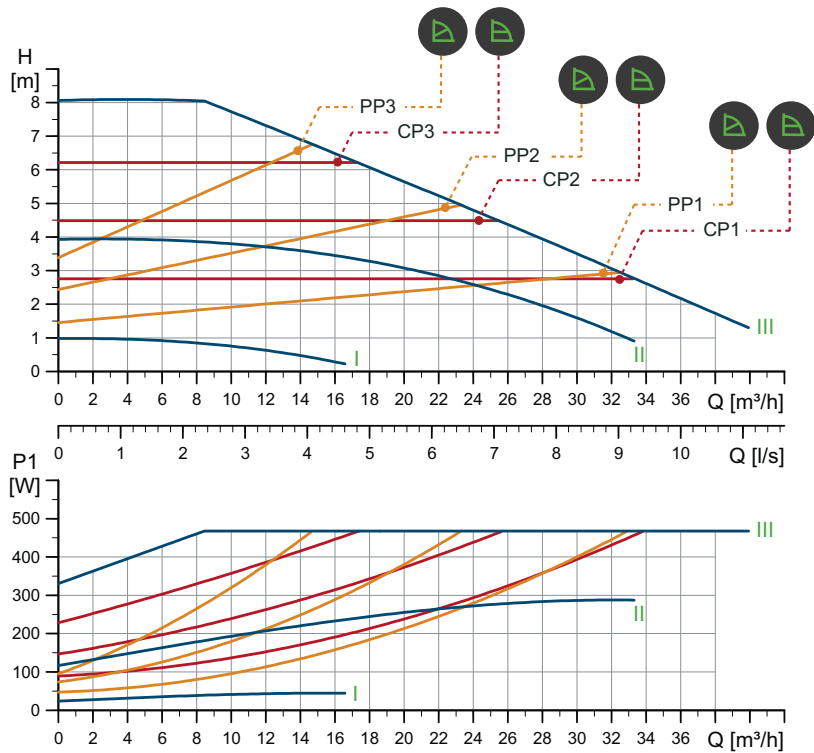 H
[m]
PP3
CP3
PP2
CP2
PP1
CP1
8
7
6
5
4
3
2
1
0
I
II
III
0 2 4 6 8 10 12 14 16 18 20 22 24 26 28 30 32 34 36 Q [m³/h]
0 1 2 3 4 5 6 7 8 9 10 Q [l/s]
P1
[W]
500
400
300
200
100
0
III
II
I
0 2 4 6 8 10 12 14 16 18 20 22 24 26 28 30 32 34 36 Q [m³/h]